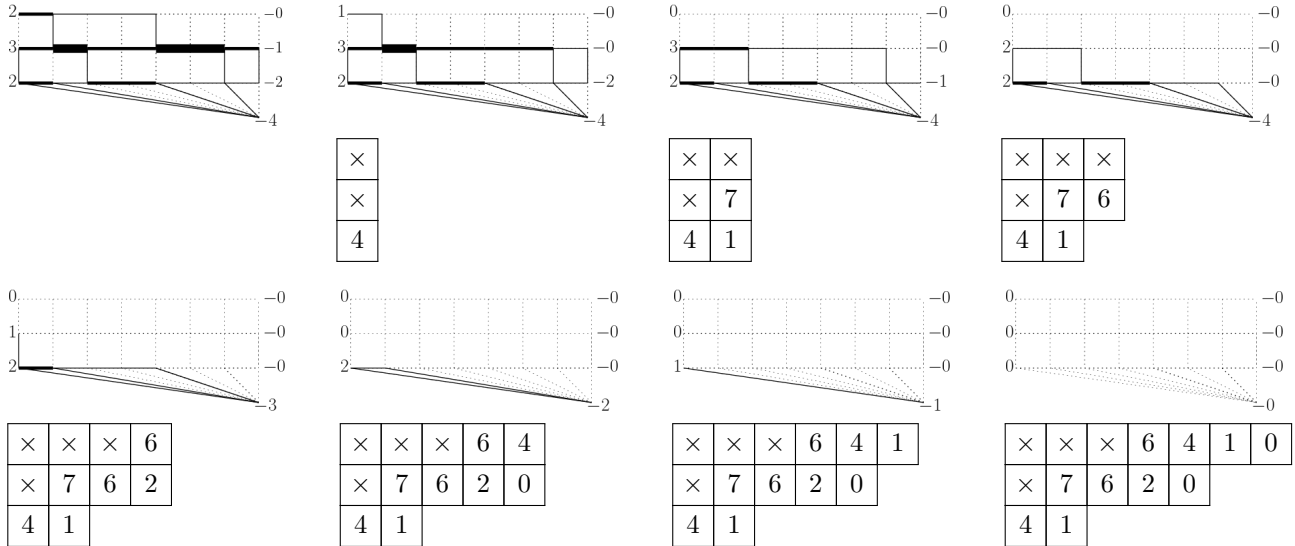 2 −0 1 −0 0 −0 0 −0
3 −1 3 −0 3 −0 2 −0
2 −2 2 −2 2 −1 2 −0
−4 −4 −4 −4
× × × × × ×
× × 7 × 7 6
4 4 1 4 1
0 −0 0 −0 0 −0 0 −0
1 −0 0 −0 0 −0 0 −0
2 −0 2 −0 1 −0 0 −0
−3 −2 −1 −0
× × × 6 × × × 6 4 × × × 6 4 1 × × × 6 4 1 0
× 7 6 2 × 7 6 2 0 × 7 6 2 0 × 7 6 2 0
4 1 4 1 4 1 4 1